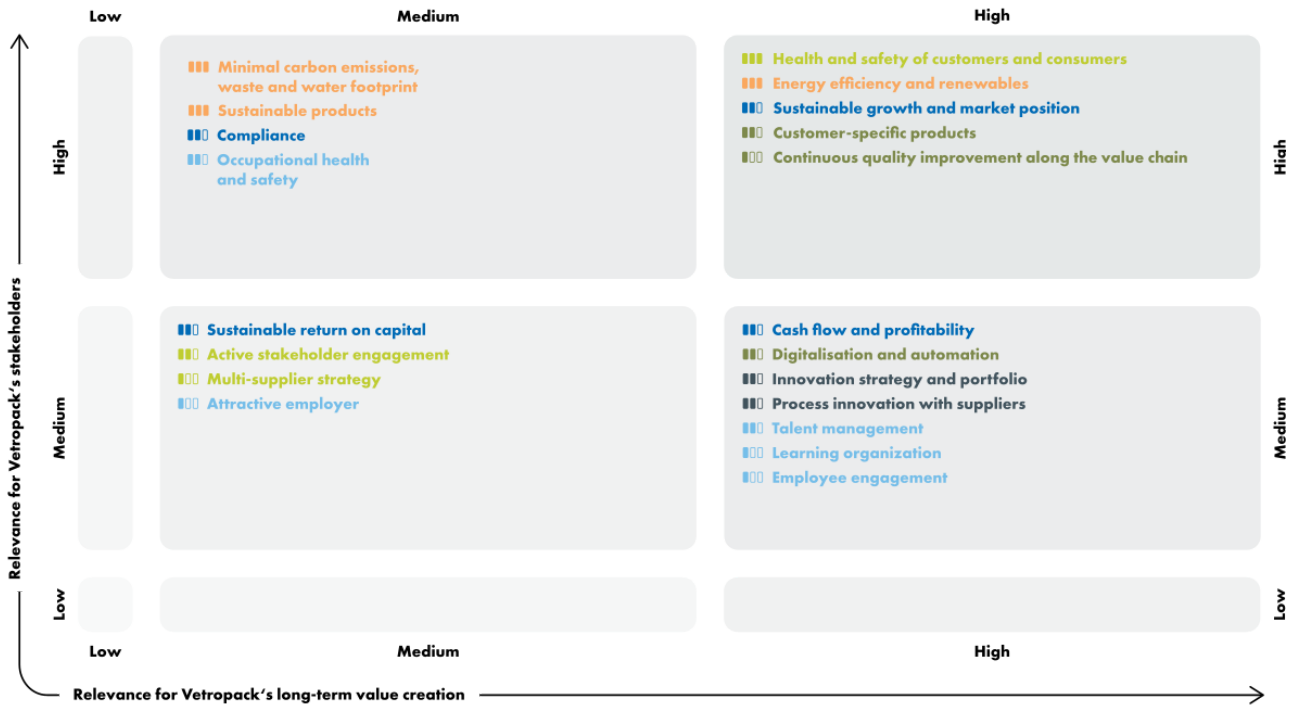 Low
Medium
High
High
Minimal carbon emissions,
waste and water footprint
Sustainable products
Compliance
Occupational health
and safety
Health and safety of customers and consumers
Energy efficiency and renewables
Sustainable growth and market position
Customer-specific products
Continuous quality improvement along the value chain
High
Relevance for Vetropack‘s stakeholders
Medium
Sustainable return on capital
Active stakeholder engagement
Multi-supplier strategy
Attractive employer
Cash flow and profitability
Digitalisation and automation
Innovation strategy and portfolio
Process innovation with suppliers
Talent management
Learning organization
Employee engagement
Medium
Low
Low
Low
Medium
High
Relevance for Vetropack‘s long-term value creation